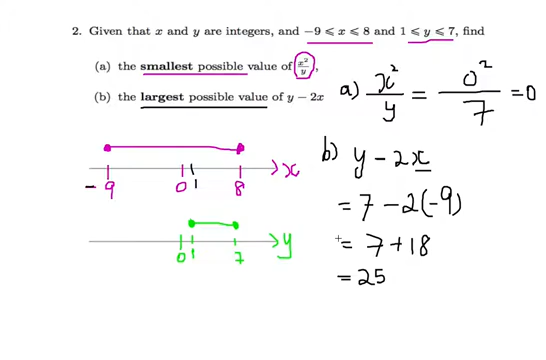 2. Given that x and y are integers, and −9 ⩽ x ⩽ 8 and 1 ⩽ y ⩽ 7, find
(a) the smallest possible value of x²/y,
(b) the largest possible value of y − 2x
a) x²/y = 0²/7 = 0
−9 0 1 8 x
0 1 7 y
b) y − 2x
= 7 − 2(−9)
= 7 + 18
= 25